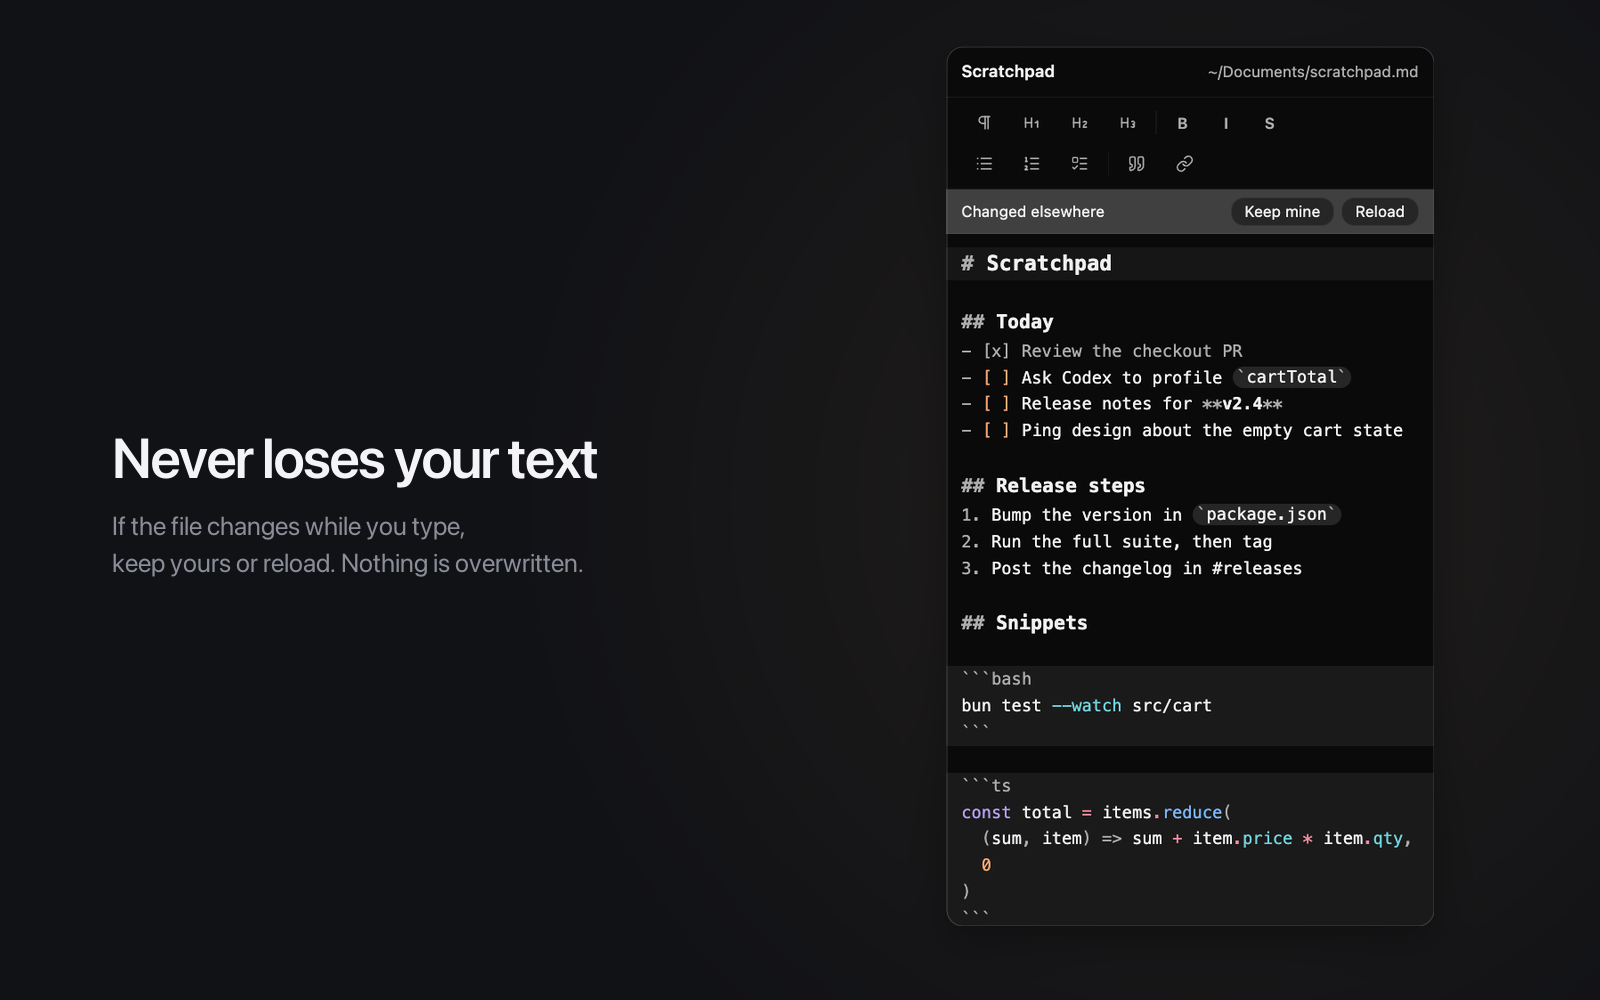 Never loses your text
If the file changes while you type,
keep yours or reload. Nothing is overwritten.
Scratchpad ~/Documents/scratchpad.md
¶ H1 H2 H3 B I S
Changed elsewhere Keep mine Reload
# Scratchpad
## Today
- [x] Review the checkout PR
- [ ] Ask Codex to profile `cartTotal`
- [ ] Release notes for **v2.4**
- [ ] Ping design about the empty cart state
## Release steps
1. Bump the version in `package.json`
2. Run the full suite, then tag
3. Post the changelog in #releases
## Snippets
```bash
bun test --watch src/cart
```
```ts
const total = items.reduce(
  (sum, item) => sum + item.price * item.qty,
  0
)
```